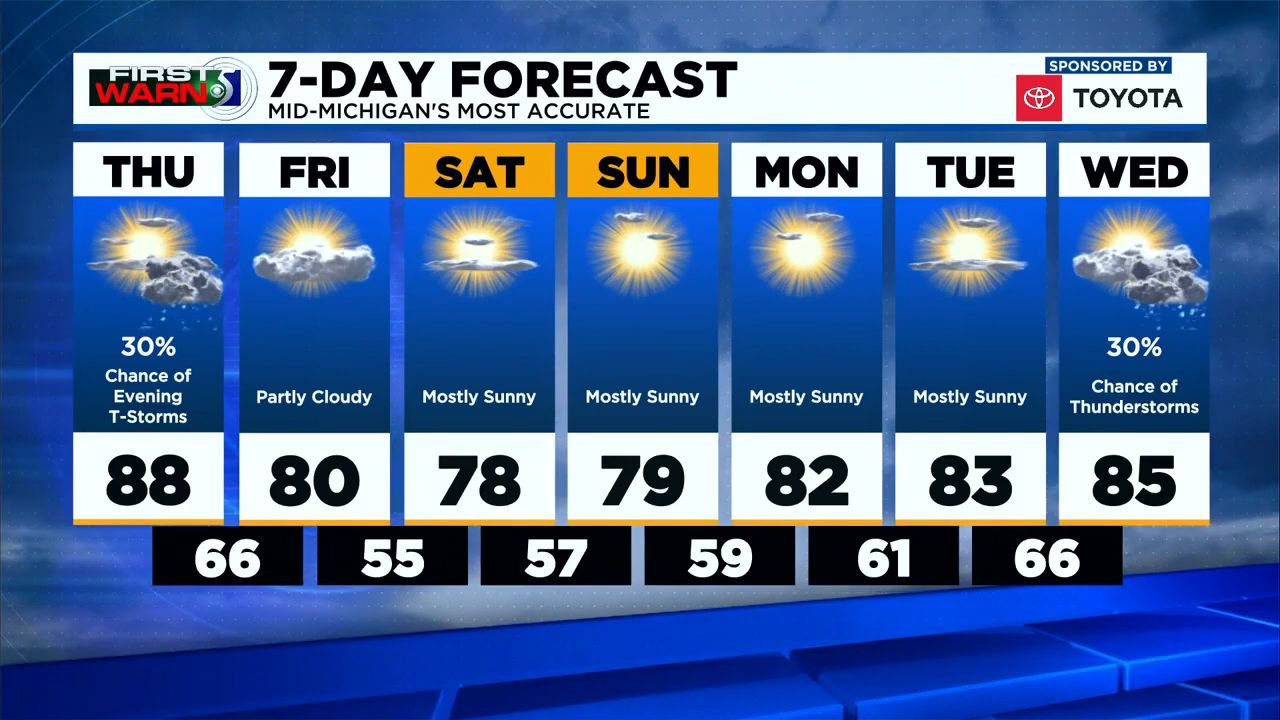 FIRST WARN 5
7-DAY FORECAST
MID-MICHIGAN'S MOST ACCURATE
SPONSORED BY
TOYOTA
THU
FRI
SAT
SUN
MON
TUE
WED
30%
Chance of
Evening
T-Storms
Partly Cloudy
Mostly Sunny
Mostly Sunny
Mostly Sunny
Mostly Sunny
30%
Chance of
Thunderstorms
88
80
78
79
82
83
85
66
55
57
59
61
66